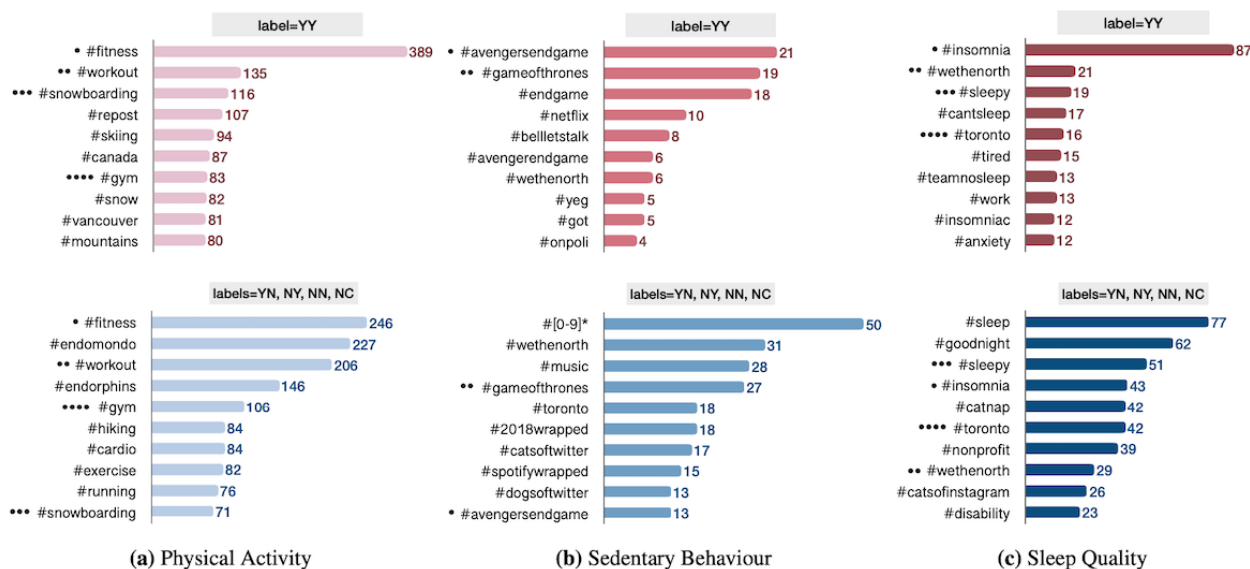 label=YY
• #fitness 389
•• #workout 135
••• #snowboarding 116
#repost 107
#skiing 94
#canada 87
•••• #gym 83
#snow 82
#vancouver 81
#mountains 80
labels=YN, NY, NN, NC
• #fitness 246
#endomondo 227
•• #workout 206
#endorphins 146
•••• #gym 106
#hiking 84
#cardio 84
#exercise 82
#running 76
••• #snowboarding 71
(a) Physical Activity
label=YY
• #avengersendgame 21
•• #gameofthrones 19
#endgame 18
#netflix 10
#bellletstalk 8
#avengerendgame 6
#wethenorth 6
#yeg 5
#got 5
#onpoli 4
labels=YN, NY, NN, NC
#[0-9]* 50
#wethenorth 31
#music 28
•• #gameofthrones 27
#toronto 18
#2018wrapped 18
#catsoftwitter 17
#spotifywrapped 15
#dogsoftwitter 13
• #avengersendgame 13
(b) Sedentary Behaviour
label=YY
• #insomnia 87
•• #wethenorth 21
••• #sleepy 19
#cantsleep 17
•••• #toronto 16
#tired 15
#teamnosleep 13
#work 13
#insomniac 12
#anxiety 12
labels=YN, NY, NN, NC
#sleep 77
#goodnight 62
••• #sleepy 51
• #insomnia 43
#catnap 42
•••• #toronto 42
#nonprofit 39
•• #wethenorth 29
#catsofinstagram 26
#disability 23
(c) Sleep Quality